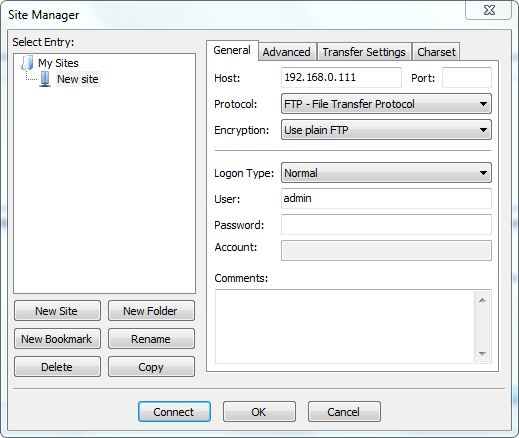 Site Manager
Select Entry:
My Sites
New site
New Site
New Folder
New Bookmark
Rename
Delete
Copy
General
Advanced
Transfer Settings
Charset
Host:
192.168.0.111
Port:
Protocol:
FTP - File Transfer Protocol
Encryption:
Use plain FTP
Logon Type:
Normal
User:
admin
Password:
Account:
Comments:
Connect
OK
Cancel